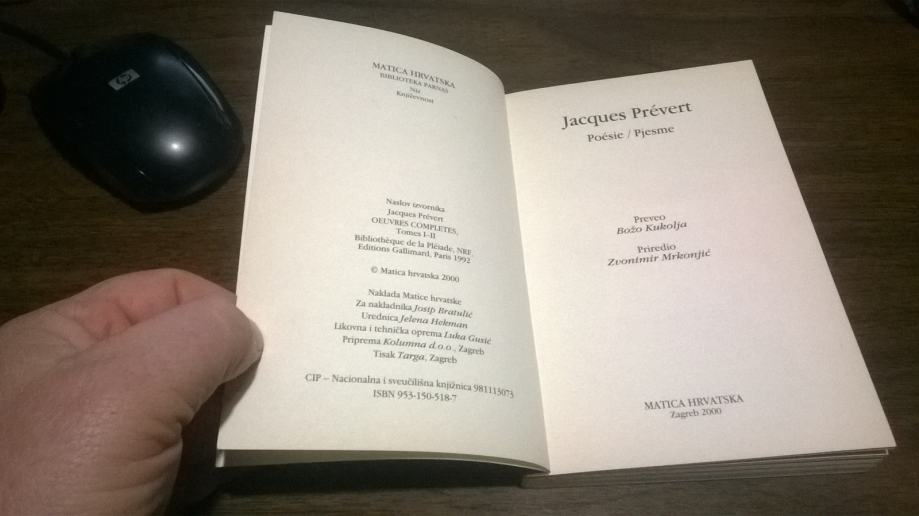 hp
MATICA HRVATSKA
BIBLIOTEKA PARNAS
Niz
Književnost
Naslov izvornika
Jacques Prévert
OEUVRES COMPLETES,
Tomes I–II
Bibliothèque de la Pléiade, NRF,
Editions Gallimard, Paris 1992
© Matica hrvatska 2000
Naklada Matice hrvatske
Za nakladnika Josip Bratulić
Urednica Jelena Hekman
Likovna i tehnička oprema Luka Gusić
Priprema Kolumna d.o.o., Zagreb
Tisak Targa, Zagreb
CIP – Nacionalna i sveučilišna knjižnica 981113073
ISBN 953-150-518-7
Jacques Prévert
Poésie / Pjesme
Preveo
Božo Kukolja
Priredio
Zvonimir Mrkonjić
MATICA HRVATSKA
Zagreb 2000